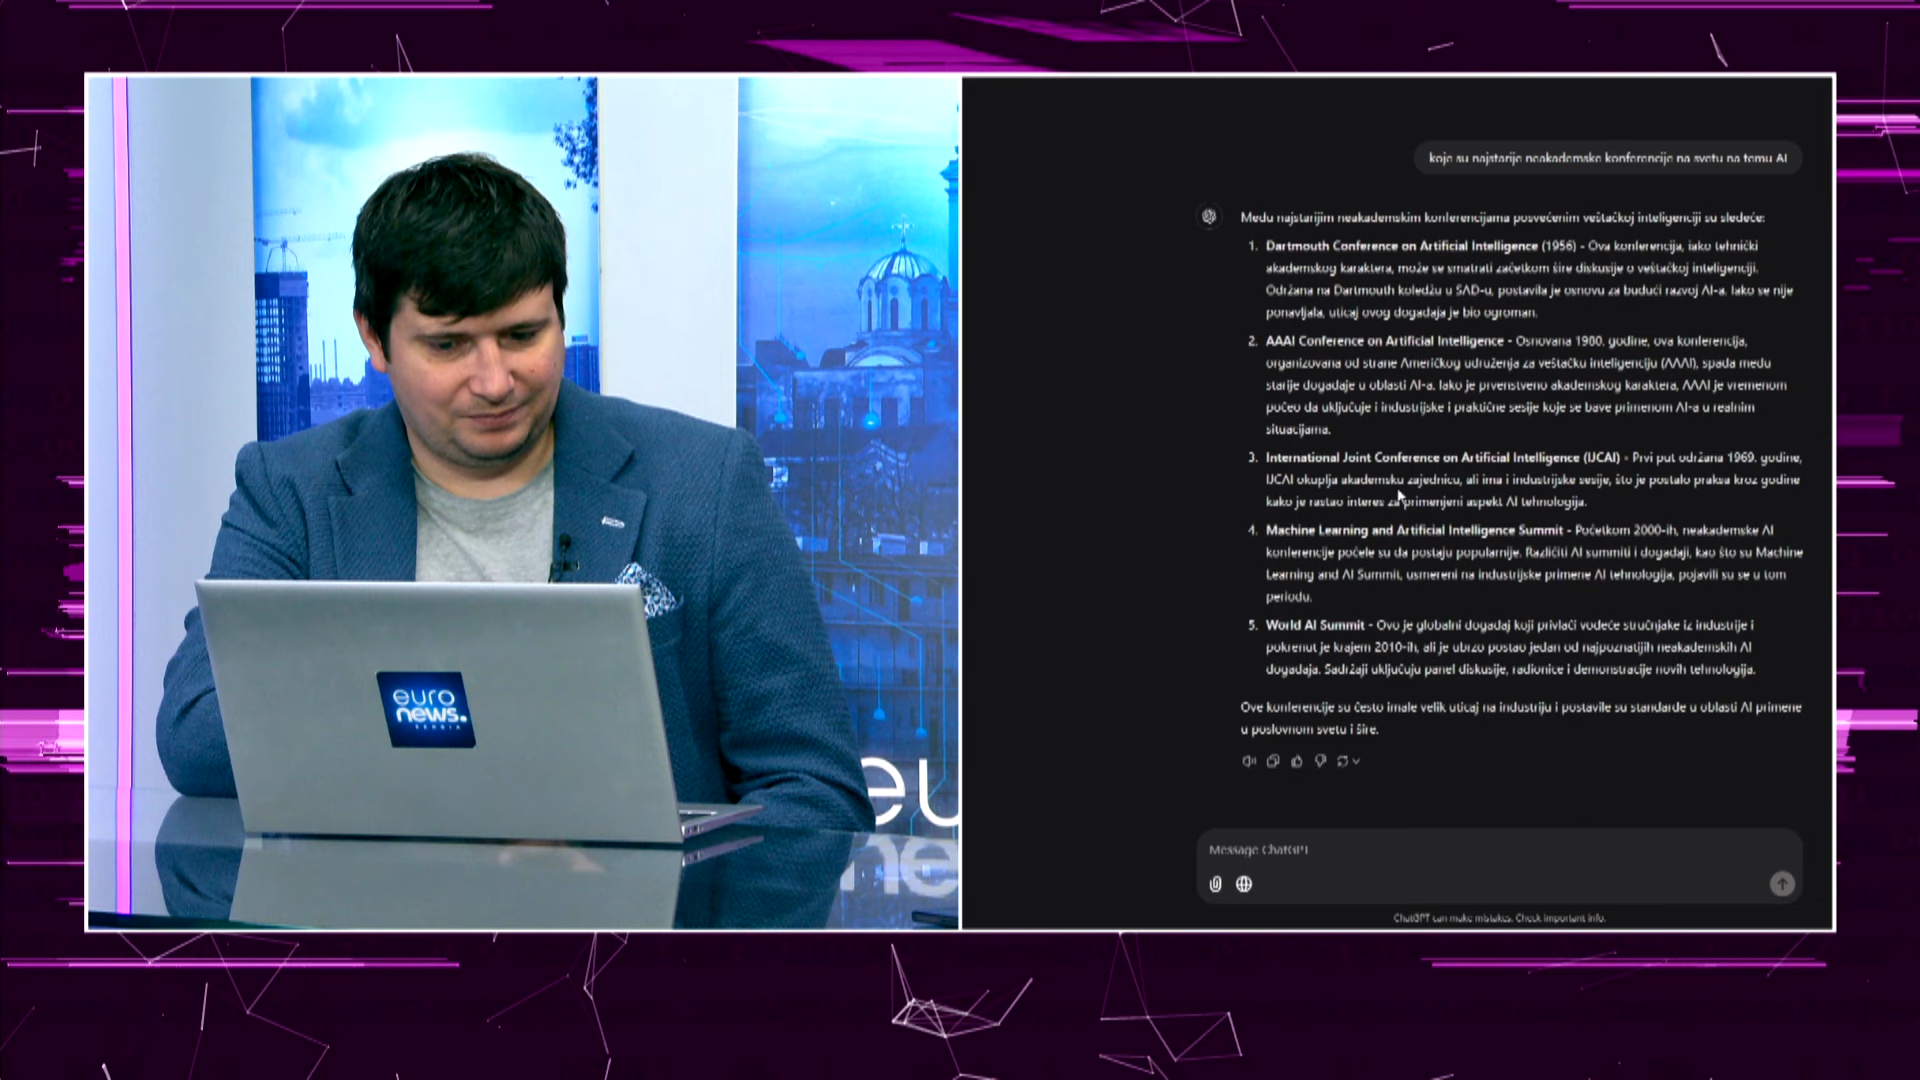 koje su najstarije neakademske konferencije na svetu na temu AI
Među najstarijim neakademskim konferencijama posvećenim veštačkoj inteligenciji su sledeće:
1. Dartmouth Conference on Artificial Intelligence (1956) - Ova konferencija, iako tehnički
akademskog karaktera, može se smatrati začetkom šire diskusije o veštačkoj inteligenciji.
Održana na Dartmouth koledžu u SAD-u, postavila je osnovu za budući razvoj AI-a. Iako se nije
ponavljala, uticaj ovog događaja je bio ogroman.
2. AAAI Conference on Artificial Intelligence - Osnovana 1980. godine, ova konferencija,
organizovana od strane Američkog udruženja za veštačku inteligenciju (AAAI), spada među
starije događaje u oblasti AI-a. Iako je prvenstveno akademskog karaktera, AAAI je vremenom
počeo da uključuje i industrijske i praktične sesije koje se bave primenom AI-a u realnim
situacijama.
3. International Joint Conference on Artificial Intelligence (IJCAI) - Prvi put održana 1969. godine,
IJCAI okuplja akademsku zajednicu, ali ima i industrijske sesije, što je postalo praksa kroz godine
kako je rastao interes za primenjeni aspekt AI tehnologija.
4. Machine Learning and Artificial Intelligence Summit - Početkom 2000-ih, neakademske AI
konferencije počele su da postaju popularnije. Različiti AI summiti i događaji, kao što su Machine
Learning and AI Summit, usmereni na industrijske primene AI tehnologija, pojavili su se u tom
periodu.
5. World AI Summit - Ovo je globalni događaj koji privlači vodeće stručnjake iz industrije i
pokrenut je krajem 2010-ih, ali je ubrzo postao jedan od najpoznatijih neakademskih AI
događaja. Sadržaji uključuju panel diskusije, radionice i demonstracije novih tehnologija.
Ove konferencije su često imale velik uticaj na industriju i postavile su standarde u oblasti AI primene
u poslovnom svetu i šire.
Message ChatGPT
ChatGPT can make mistakes. Check important info.
euro
news.
SERBIA
eu
ne